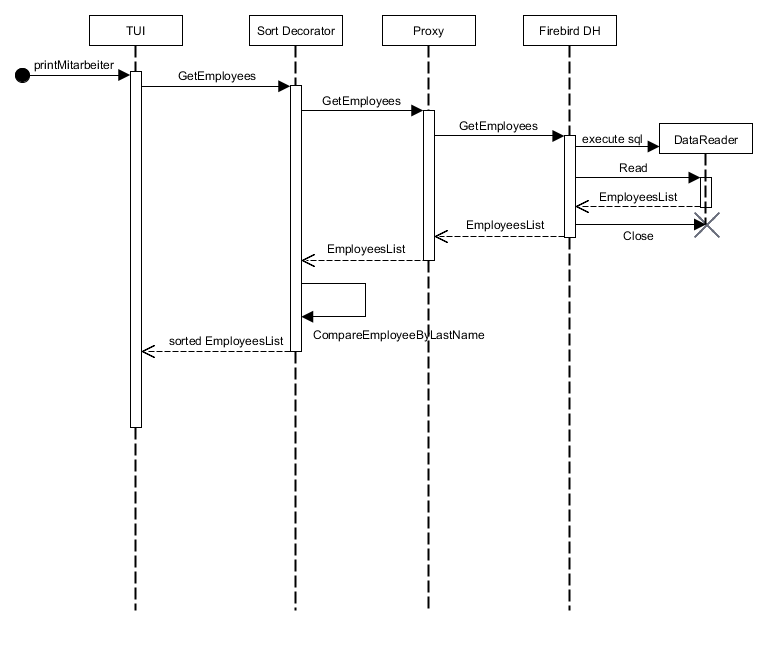 TUI
Sort Decorator
Proxy
Firebird DH
printMitarbeiter
GetEmployees
GetEmployees
GetEmployees
execute sql
DataReader
Read
EmployeesList
EmployeesList
Close
EmployeesList
CompareEmployeeByLastName
sorted EmployeesList